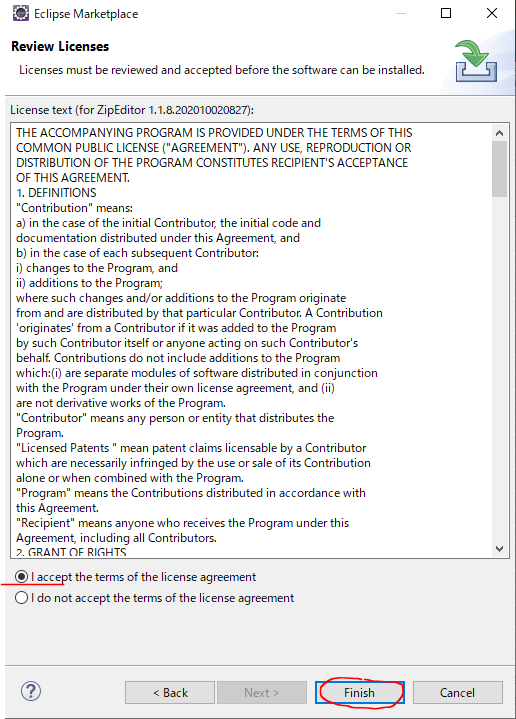 Eclipse Marketplace
Review Licenses
Licenses must be reviewed and accepted before the software can be installed.
License text (for ZipEditor 1.1.8.202010020827):
THE ACCOMPANYING PROGRAM IS PROVIDED UNDER THE TERMS OF THIS
COMMON PUBLIC LICENSE ("AGREEMENT"). ANY USE, REPRODUCTION OR
DISTRIBUTION OF THE PROGRAM CONSTITUTES RECIPIENT'S ACCEPTANCE
OF THIS AGREEMENT.
1. DEFINITIONS
"Contribution" means:
a) in the case of the initial Contributor, the initial code and
documentation distributed under this Agreement, and
b) in the case of each subsequent Contributor:
i) changes to the Program, and
ii) additions to the Program;
where such changes and/or additions to the Program originate
from and are distributed by that particular Contributor. A Contribution
'originates' from a Contributor if it was added to the Program
by such Contributor itself or anyone acting on such Contributor's
behalf. Contributions do not include additions to the Program
which:(i) are separate modules of software distributed in conjunction
with the Program under their own license agreement, and (ii)
are not derivative works of the Program.
"Contributor" means any person or entity that distributes the
Program.
"Licensed Patents " mean patent claims licensable by a Contributor
which are necessarily infringed by the use or sale of its Contribution
alone or when combined with the Program.
"Program" means the Contributions distributed in accordance with
this Agreement.
"Recipient" means anyone who receives the Program under this
Agreement, including all Contributors.
2. GRANT OF RIGHTS
I accept the terms of the license agreement
I do not accept the terms of the license agreement
?
< Back
Next >
Finish
Cancel